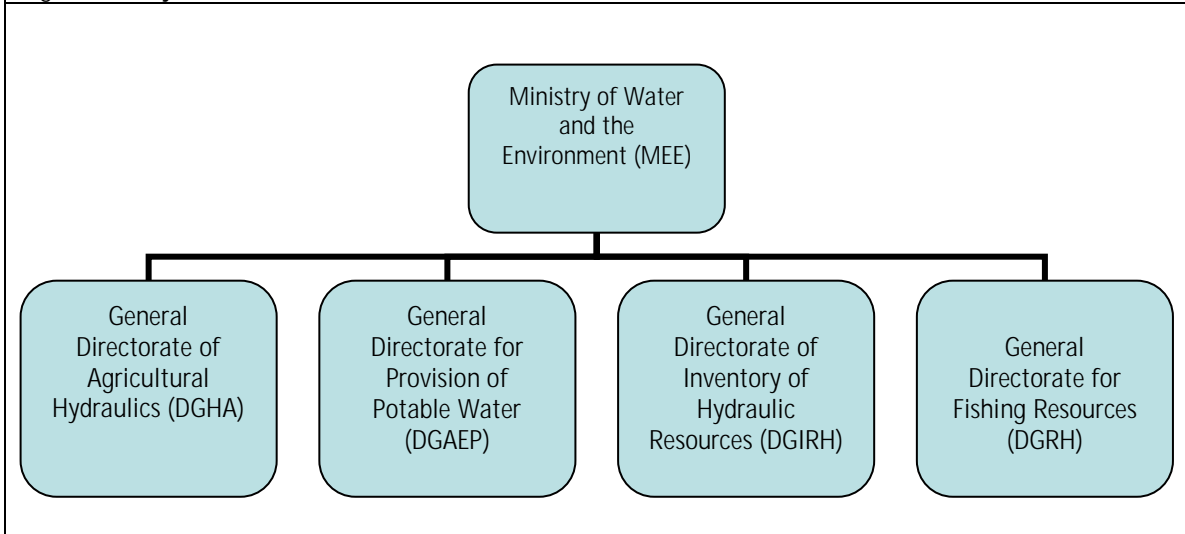 Ministry of Water
and the
Environment (MEE)
General
Directorate of
Agricultural
Hydraulics (DGHA)
General
Directorate for
Provision of
Potable Water
(DGAEP)
General
Directorate of
Inventory of
Hydraulic
Resources (DGIRH)
General
Directorate for
Fishing Resources
(DGRH)